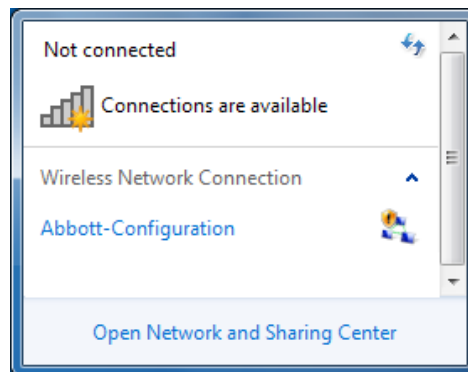 Not connected
Connections are available
Wireless Network Connection
Abbott-Configuration
Open Network and Sharing Center